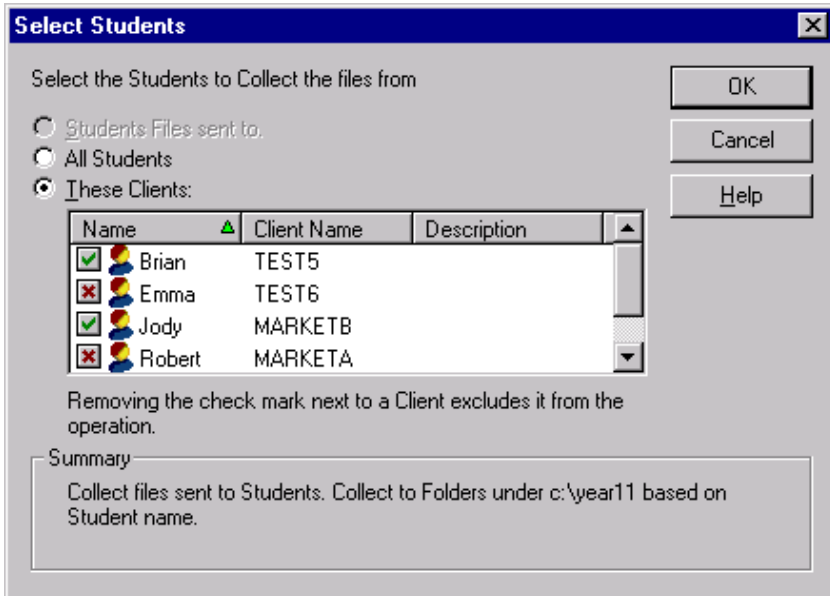 Select Students
Select the Students to Collect the files from
OK
Students Files sent to.
Cancel
All Students
These Clients:
Help
Name Client Name Description
Brian TEST5
Emma TEST6
Jody MARKETB
Robert MARKETA
Removing the check mark next to a Client excludes it from the
operation.
Summary
Collect files sent to Students. Collect to Folders under c:\year11 based on
Student name.